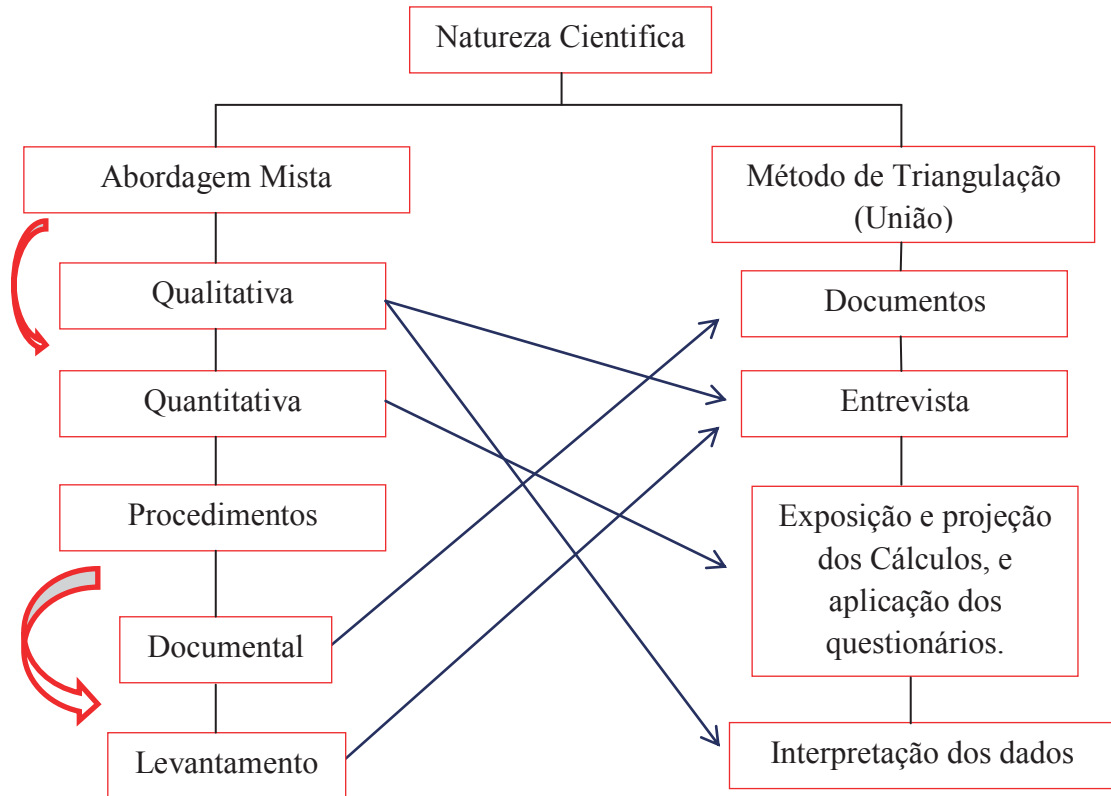 Natureza Cientifica
Abordagem Mista
Qualitativa
Quantitativa
Procedimentos
Documental
Levantamento
Método de Triangulação
(União)
Documentos
Entrevista
Exposição e projeção
dos Cálculos, e
aplicação dos
questionários.
Interpretação dos dados